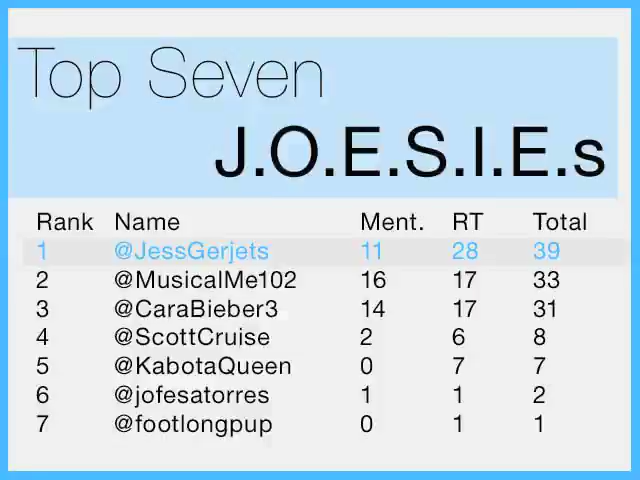 Top Seven
J.O.E.S.I.E.s
Rank Name Ment. RT Total
1 @JessGerjets 11 28 39
2 @MusicalMe102 16 17 33
3 @CaraBieber3 14 17 31
4 @ScottCruise 2 6 8
5 @KabotaQueen 0 7 7
6 @jofesatorres 1 1 2
7 @footlongpup 0 1 1